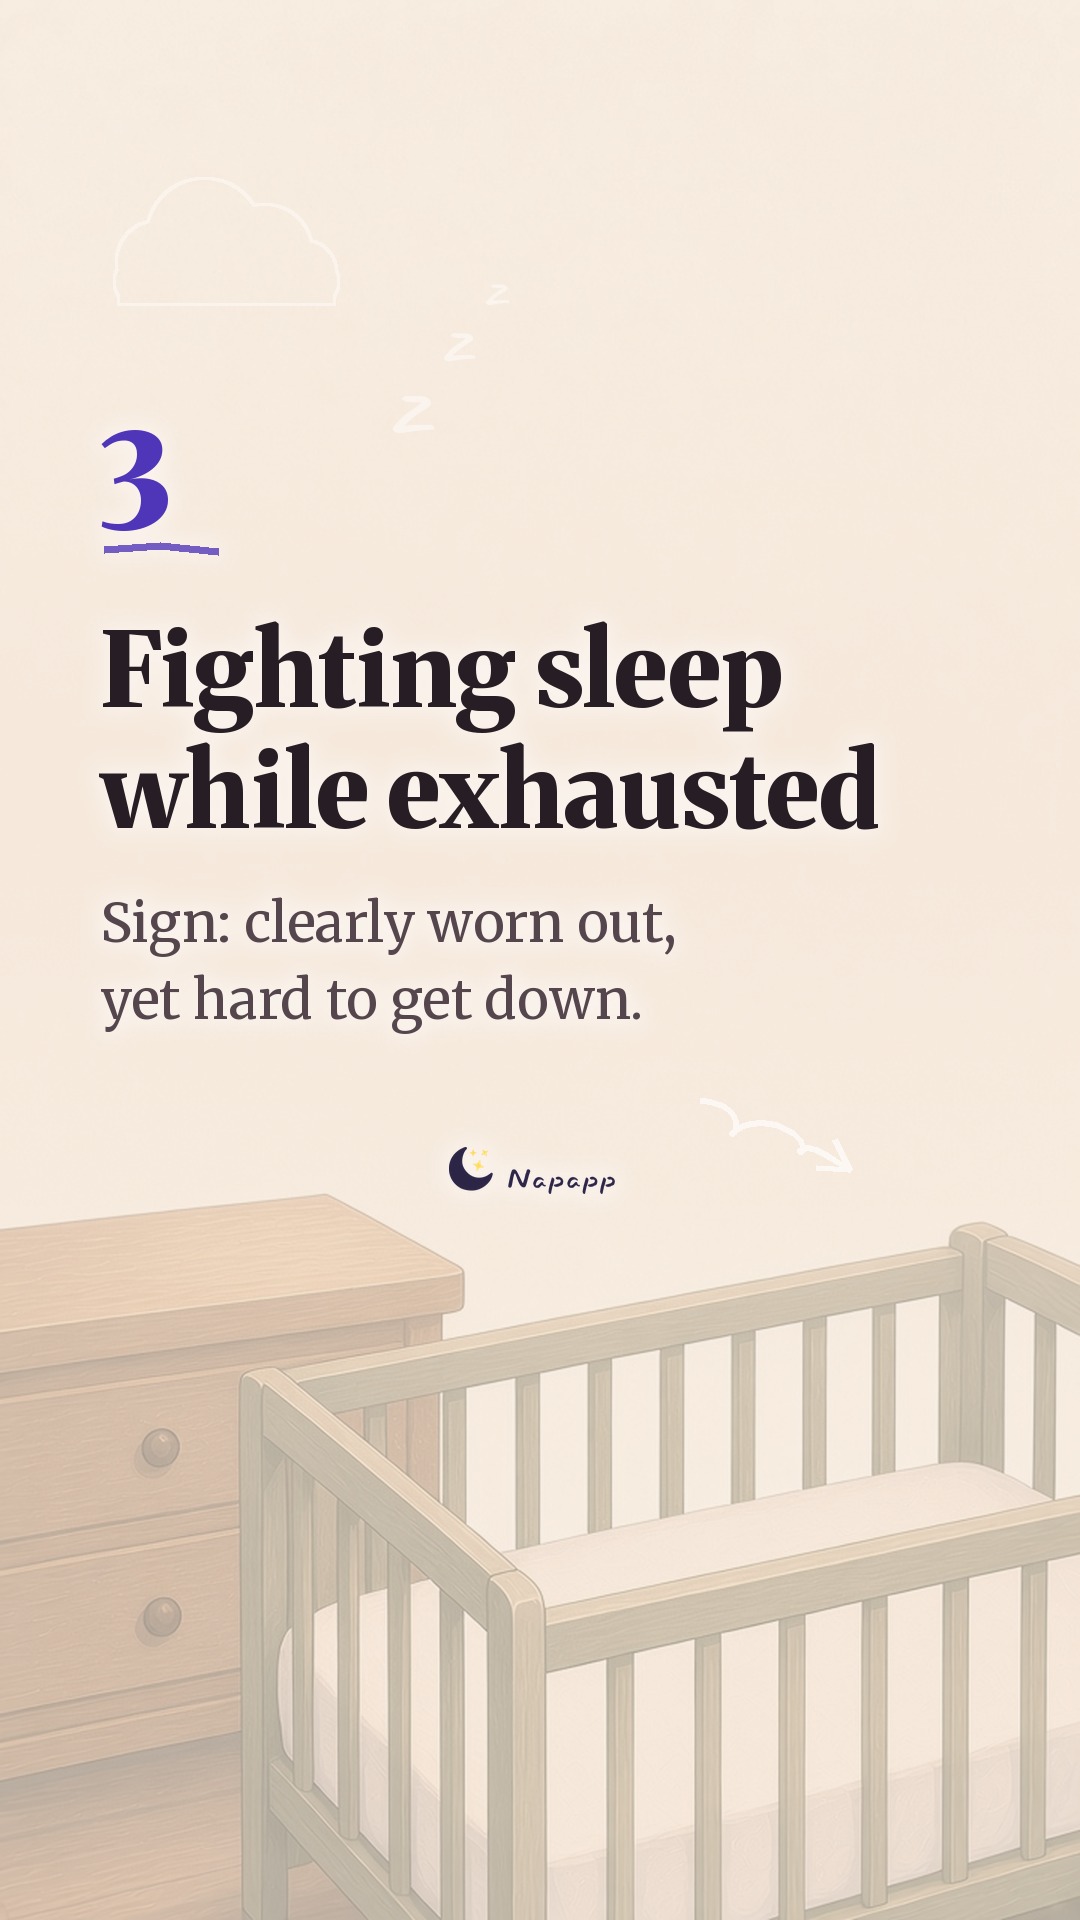 z
z
z
3
Fighting sleep
while exhausted
Sign: clearly worn out,
yet hard to get down.
Napapp